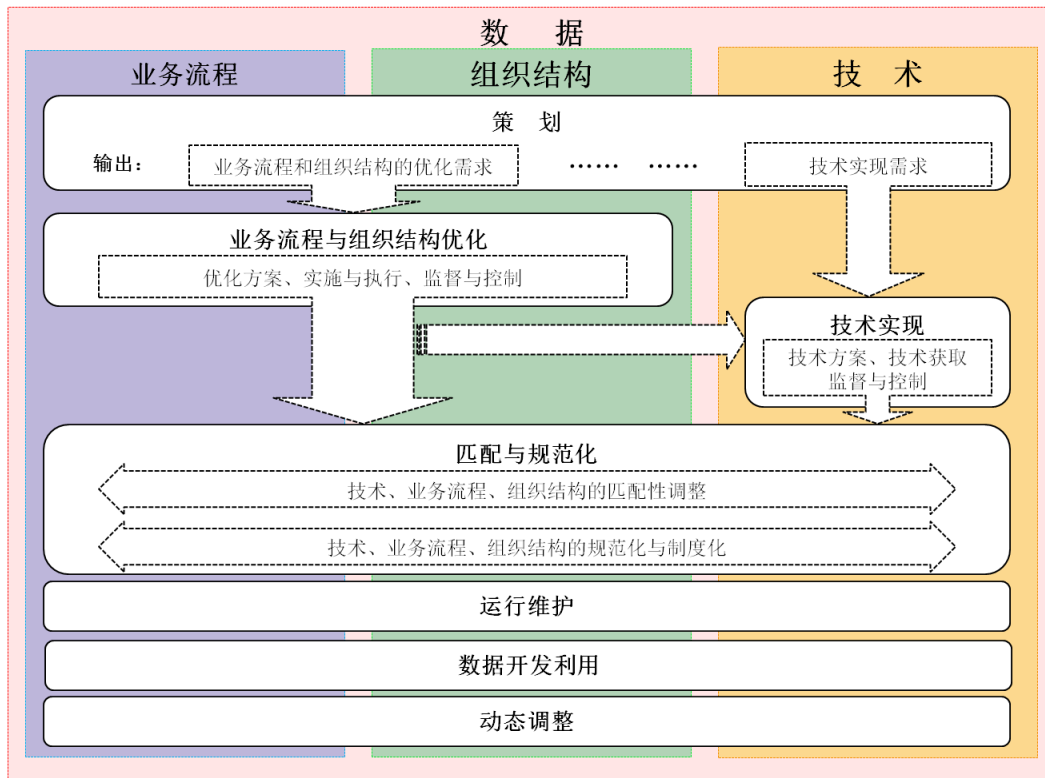 数 据
业务流程
组织结构
技 术
策 划
输出：
业务流程和组织结构的优化需求
…… ……
技术实现需求
业务流程与组织结构优化
优化方案、实施与执行、监督与控制
技术实现
技术方案、技术获取
监督与控制
匹配与规范化
技术、业务流程、组织结构的匹配性调整
技术、业务流程、组织结构的规范化与制度化
运行维护
数据开发利用
动态调整